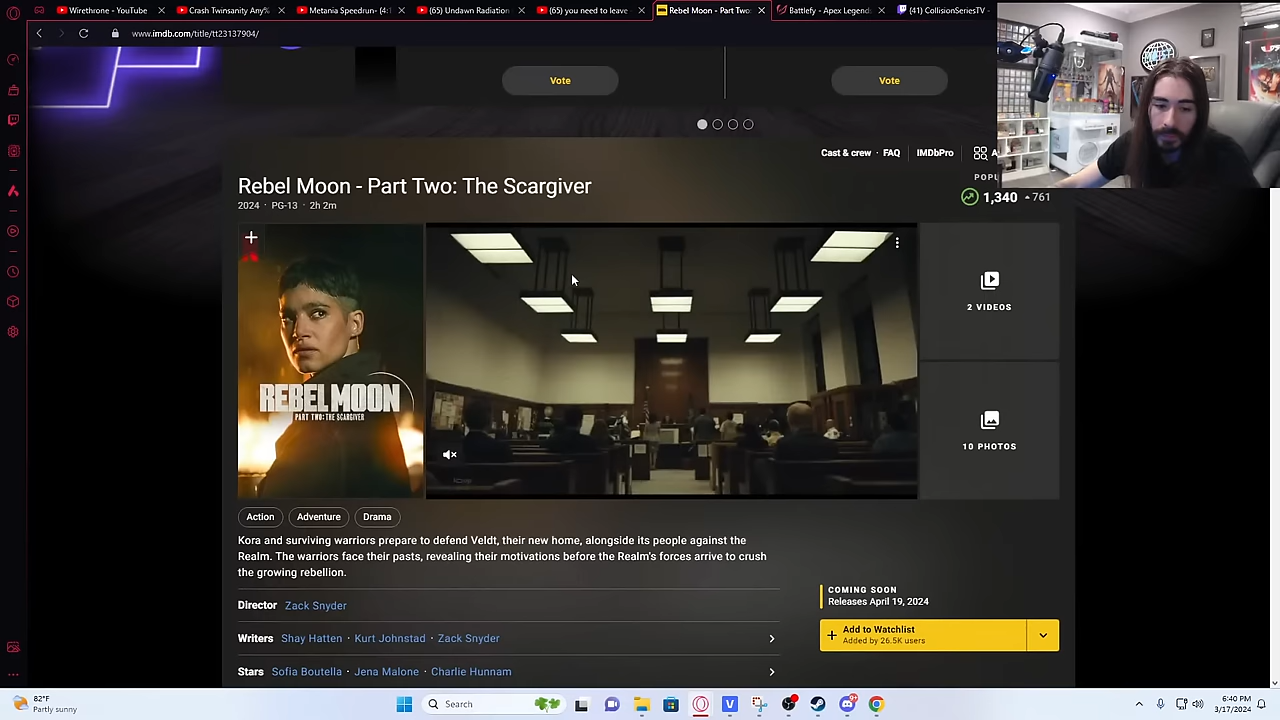 Wirethrone - YouTube
Crash Twinsanity Any%
Metania Speedrun- (4:
(65) Undawn Radiation
(65) you need to leave
Rebel Moon - Part Two:
Battlefy - Apex Legends
(41) CollisionSeriesTV -
www.imdb.com/title/tt23137904/
Vote
Vote
Cast & crew · FAQ
IMDbPro
Rebel Moon - Part Two: The Scargiver
2024 · PG-13 · 2h 2m
1,340
761
REBEL MOON
PART TWO: THE SCARGIVER
2 VIDEOS
10 PHOTOS
Action
Adventure
Drama
Kora and surviving warriors prepare to defend Veldt, their new home, alongside its people against the
Realm. The warriors face their pasts, revealing their motivations before the Realm's forces arrive to crush
the growing rebellion.
Director Zack Snyder
Writers Shay Hatten · Kurt Johnstad · Zack Snyder
Stars Sofia Boutella · Jena Malone · Charlie Hunnam
COMING SOON
Releases April 19, 2024
Add to Watchlist
Added by 26.5K users
82°F
Partly sunny
Search
6:40 PM
3/17/2024